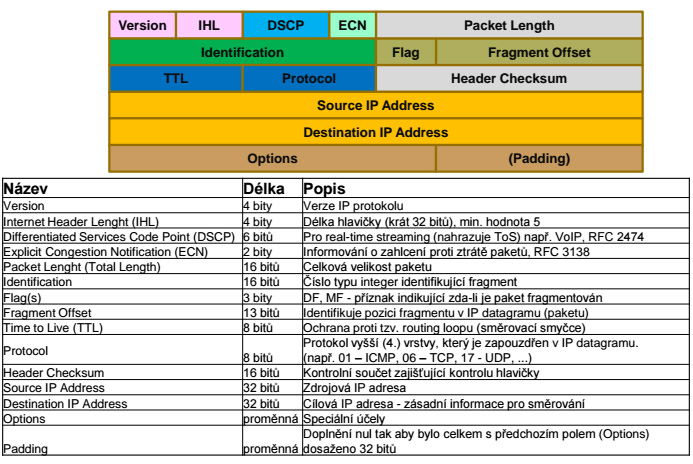 Version IHL DSCP ECN Packet Length
Identification Flag Fragment Offset
TTL Protocol Header Checksum
Source IP Address
Destination IP Address
Options (Padding)
Název Délka Popis
Version 4 bity Verze IP protokolu
Internet Header Lenght (IHL) 4 bity Délka hlavičky (krát 32 bitů), min. hodnota 5
Differentiated Services Code Point (DSCP) 6 bitů Pro real-time streaming (nahrazuje ToS) např. VoIP, RFC 2474
Explicit Congestion Notification (ECN) 2 bity Informování o zahlcení proti ztrátě paketů, RFC 3138
Packet Lenght (Total Length) 16 bitů Celková velikost paketu
Identification 16 bitů Číslo typu integer identifikující fragment
Flag(s) 3 bity DF, MF - příznak indikující zda-li je paket fragmentován
Fragment Offset 13 bitů Identifikuje pozici fragmentu v IP datagramu (paketu)
Time to Live (TTL) 8 bitů Ochrana proti tzv. routing loopu (směrovací smyčce)
Protocol 8 bitů Protokol vyšší (4.) vrstvy, který je zapouzdřen v IP datagramu.
(např. 01 – ICMP, 06 – TCP, 17 - UDP, ...)
Header Checksum 16 bitů Kontrolní součet zajišťující kontrolu hlavičky
Source IP Address 32 bitů Zdrojová IP adresa
Destination IP Address 32 bitů Cílová IP adresa - zásadní informace pro směrování
Options proměnná Speciální účely
Padding proměnná Doplnění nul tak aby bylo celkem s předchozím polem (Options)
dosaženo 32 bitů